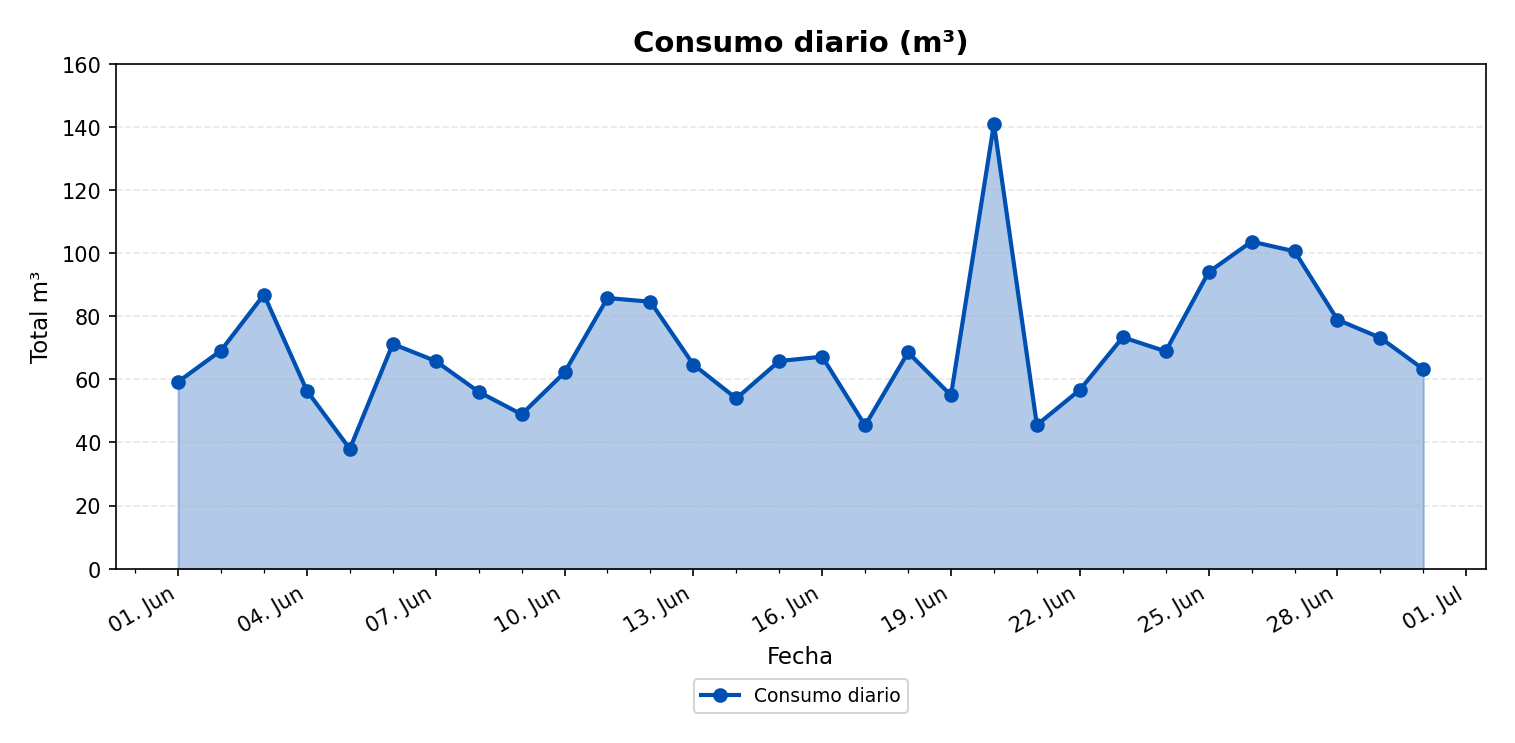 Consumo diario (m³)
160
140
120
100
80
60
40
20
0
Total m³
01. Jun
04. Jun
07. Jun
10. Jun
13. Jun
16. Jun
19. Jun
22. Jun
25. Jun
28. Jun
01. Jul
Fecha
Consumo diario